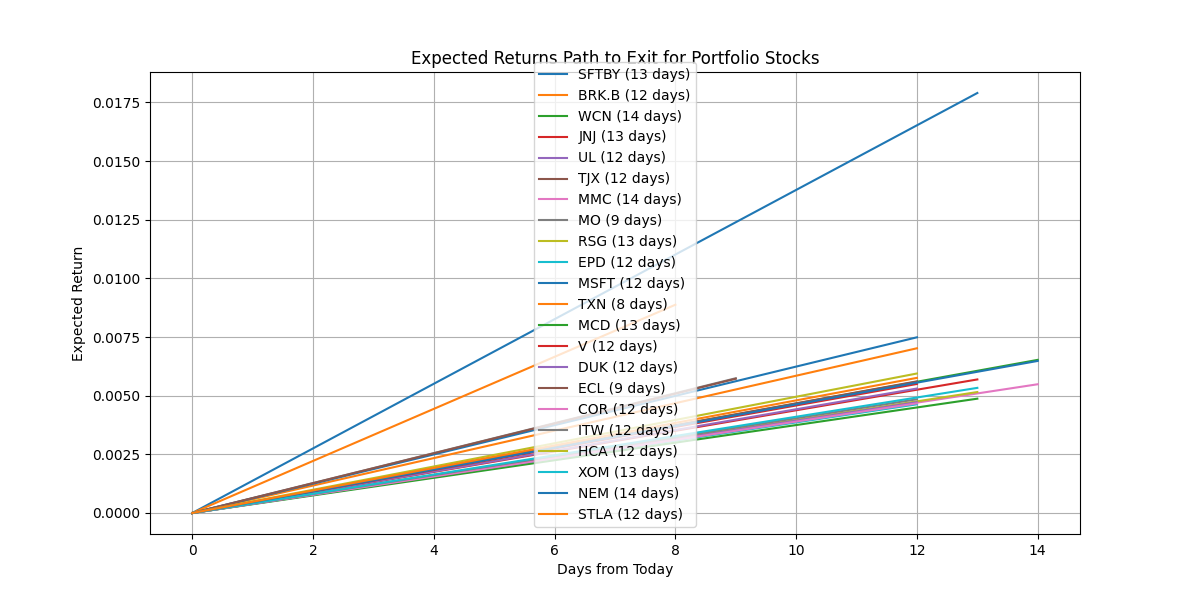 Expected Returns Path to Exit for Portfolio Stocks
SFTBY (13 days)
BRK.B (12 days)
WCN (14 days)
JNJ (13 days)
UL (12 days)
TJX (12 days)
MMC (14 days)
MO (9 days)
RSG (13 days)
EPD (12 days)
MSFT (12 days)
TXN (8 days)
MCD (13 days)
V (12 days)
DUK (12 days)
ECL (9 days)
COR (12 days)
ITW (12 days)
HCA (12 days)
XOM (13 days)
NEM (14 days)
STLA (12 days)
Expected Return
0.0175
0.0150
0.0125
0.0100
0.0075
0.0050
0.0025
0.0000
0 2 4 6 8 10 12 14
Days from Today